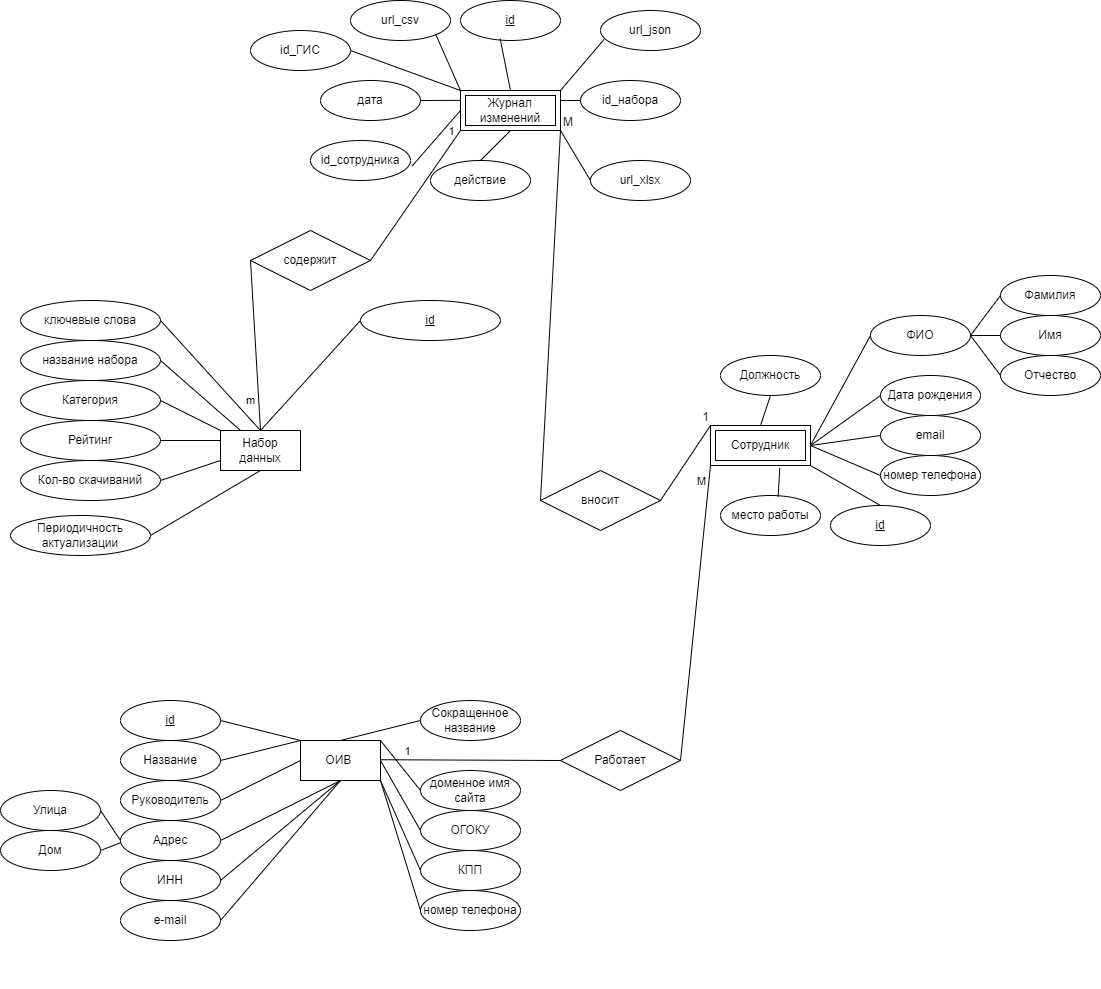 url_csv
id
url_json
id_ГИС
дата
Журнал
изменений
id_набора
M
1
id_сотрудника
действие
url_xlsx
содержит
ключевые слова
id
название набора
Категория
m
Рейтинг
Набор
данных
Кол-во скачиваний
Периодичность
актуализации
Фамилия
ФИО
Имя
Отчество
Должность
Дата рождения
1
Сотрудник
email
номер телефона
M
вносит
место работы
id
id
Сокращенное
название
Название
ОИВ
1
Работает
Руководитель
доменное имя
сайта
Улица
Адрес
ОГОКУ
Дом
ИНН
КПП
e-mail
номер телефона